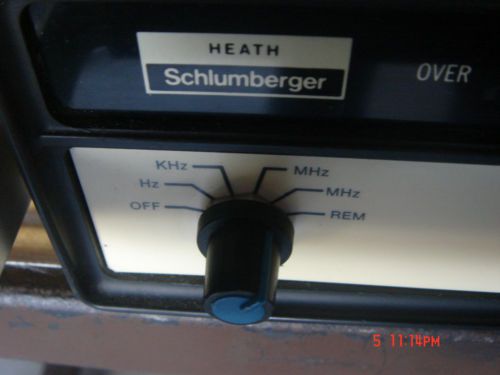 HEATH
Schlumberger
OVER
KHz
MHz
Hz
MHz
OFF
REM
5 11:14PM